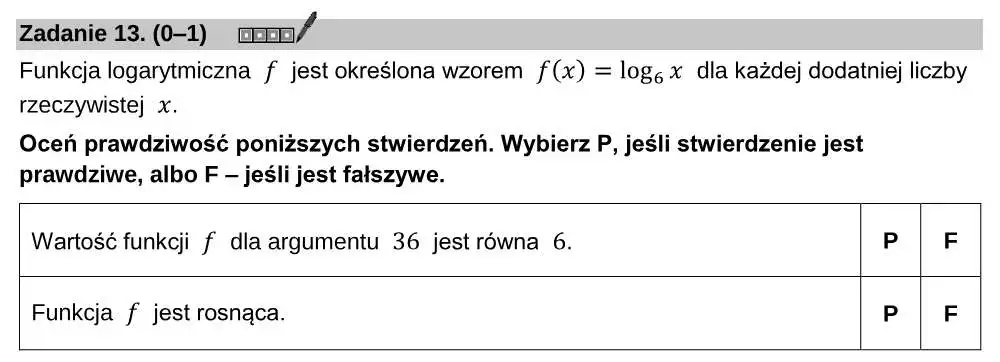 Zadanie 13. (0–1)
Funkcja logarytmiczna f jest określona wzorem f(x) = log₆ x dla każdej dodatniej liczby
rzeczywistej x.
Oceń prawdziwość poniższych stwierdzeń. Wybierz P, jeśli stwierdzenie jest
prawdziwe, albo F – jeśli jest fałszywe.
Wartość funkcji f dla argumentu 36 jest równa 6. P F
Funkcja f jest rosnąca. P F